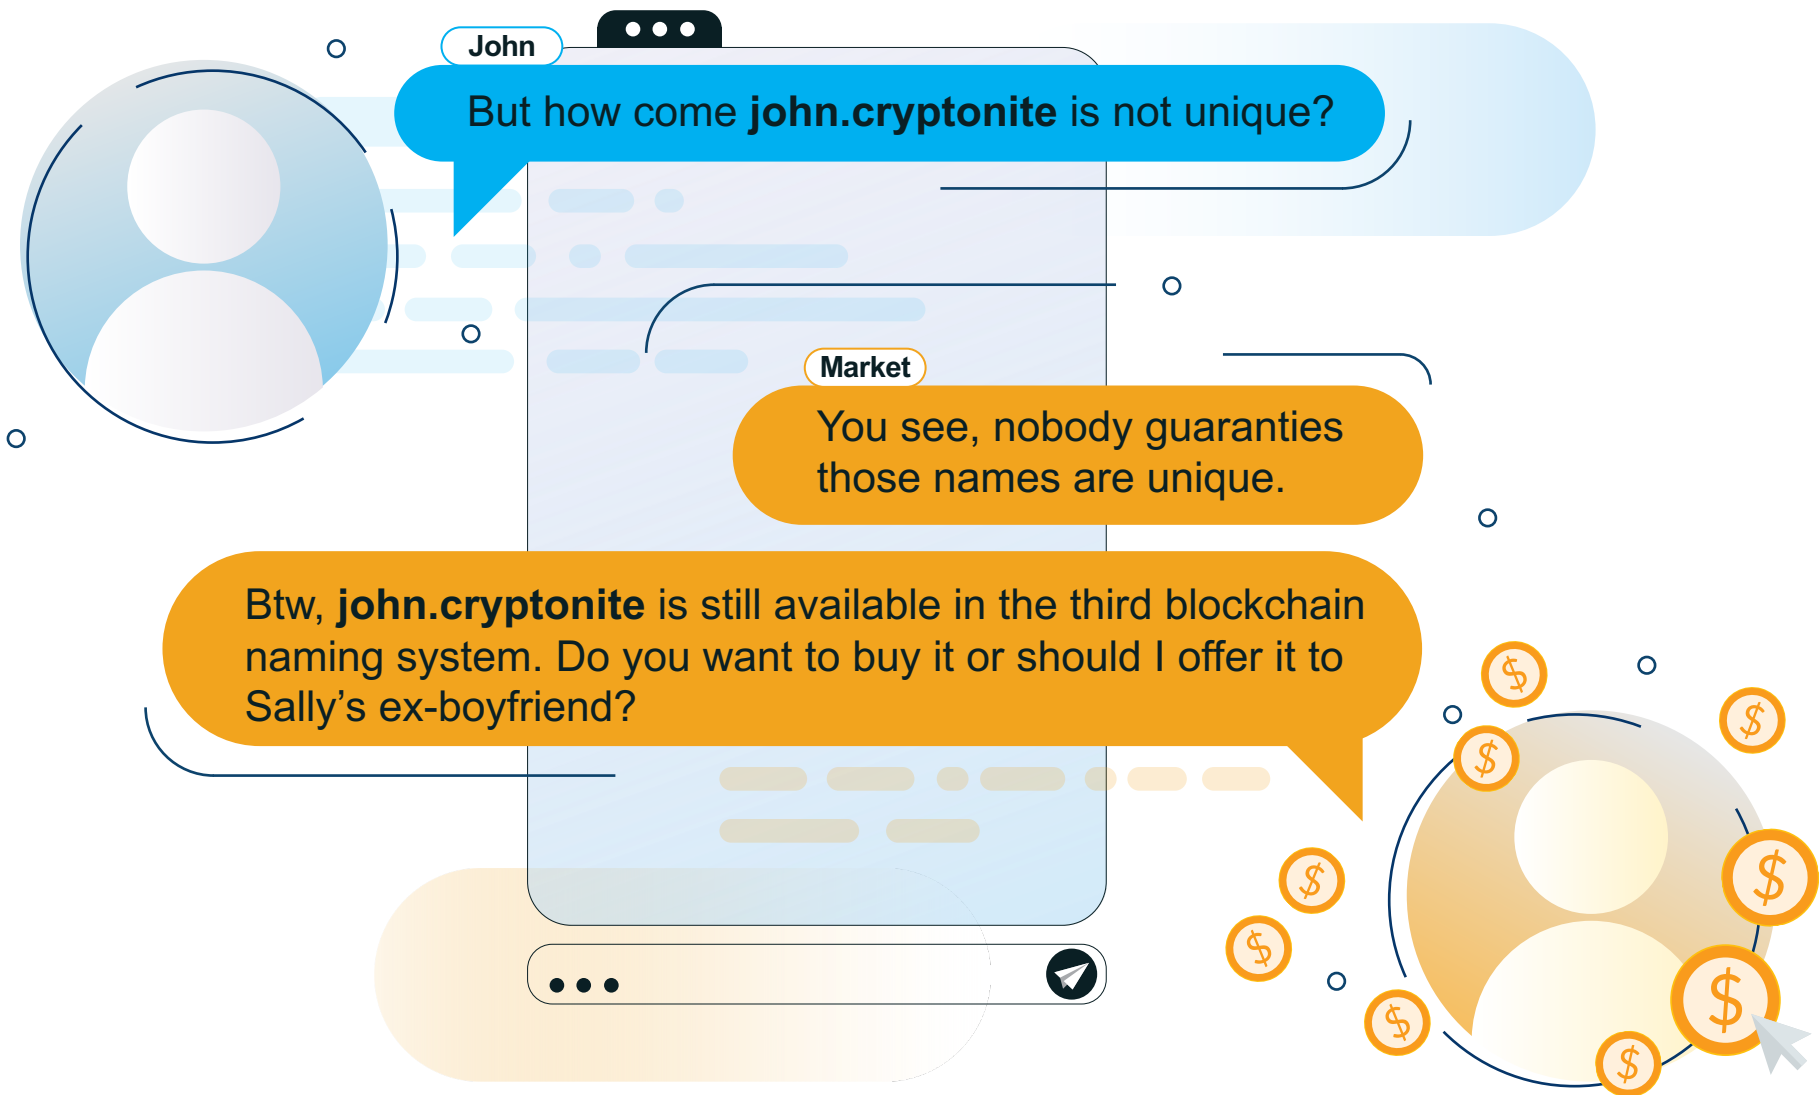 John
But how come john.cryptonite is not unique?
Market
You see, nobody guaranties
those names are unique.
Btw, john.cryptonite is still available in the third blockchain
naming system. Do you want to buy it or should I offer it to
Sally’s ex-boyfriend?
$
$
$
$
$
$
$
$
$